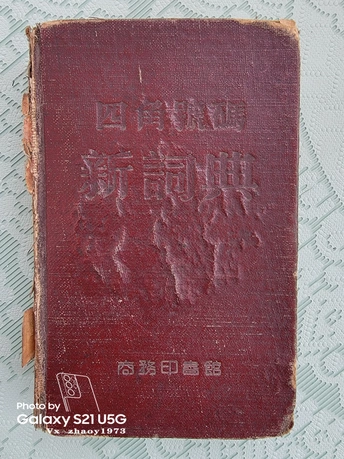 四角號碼
新詞典
商務印書館
Photo by
Galaxy S21 U5G
Vx-zhaoy1973